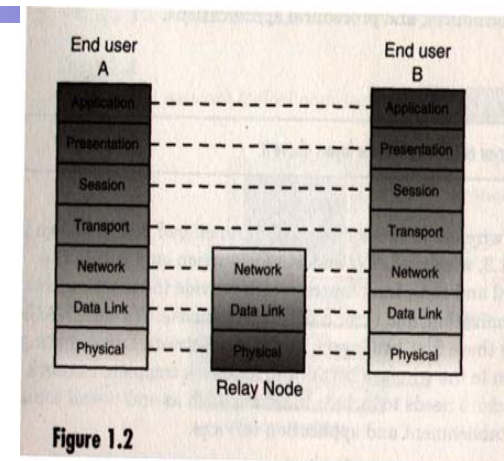 End user
A
End user
B
Application
Presentation
Session
Transport
Network
Data Link
Physical
Network
Data Link
Physical
Relay Node
Application
Presentation
Session
Transport
Network
Data Link
Physical
Figure 1.2